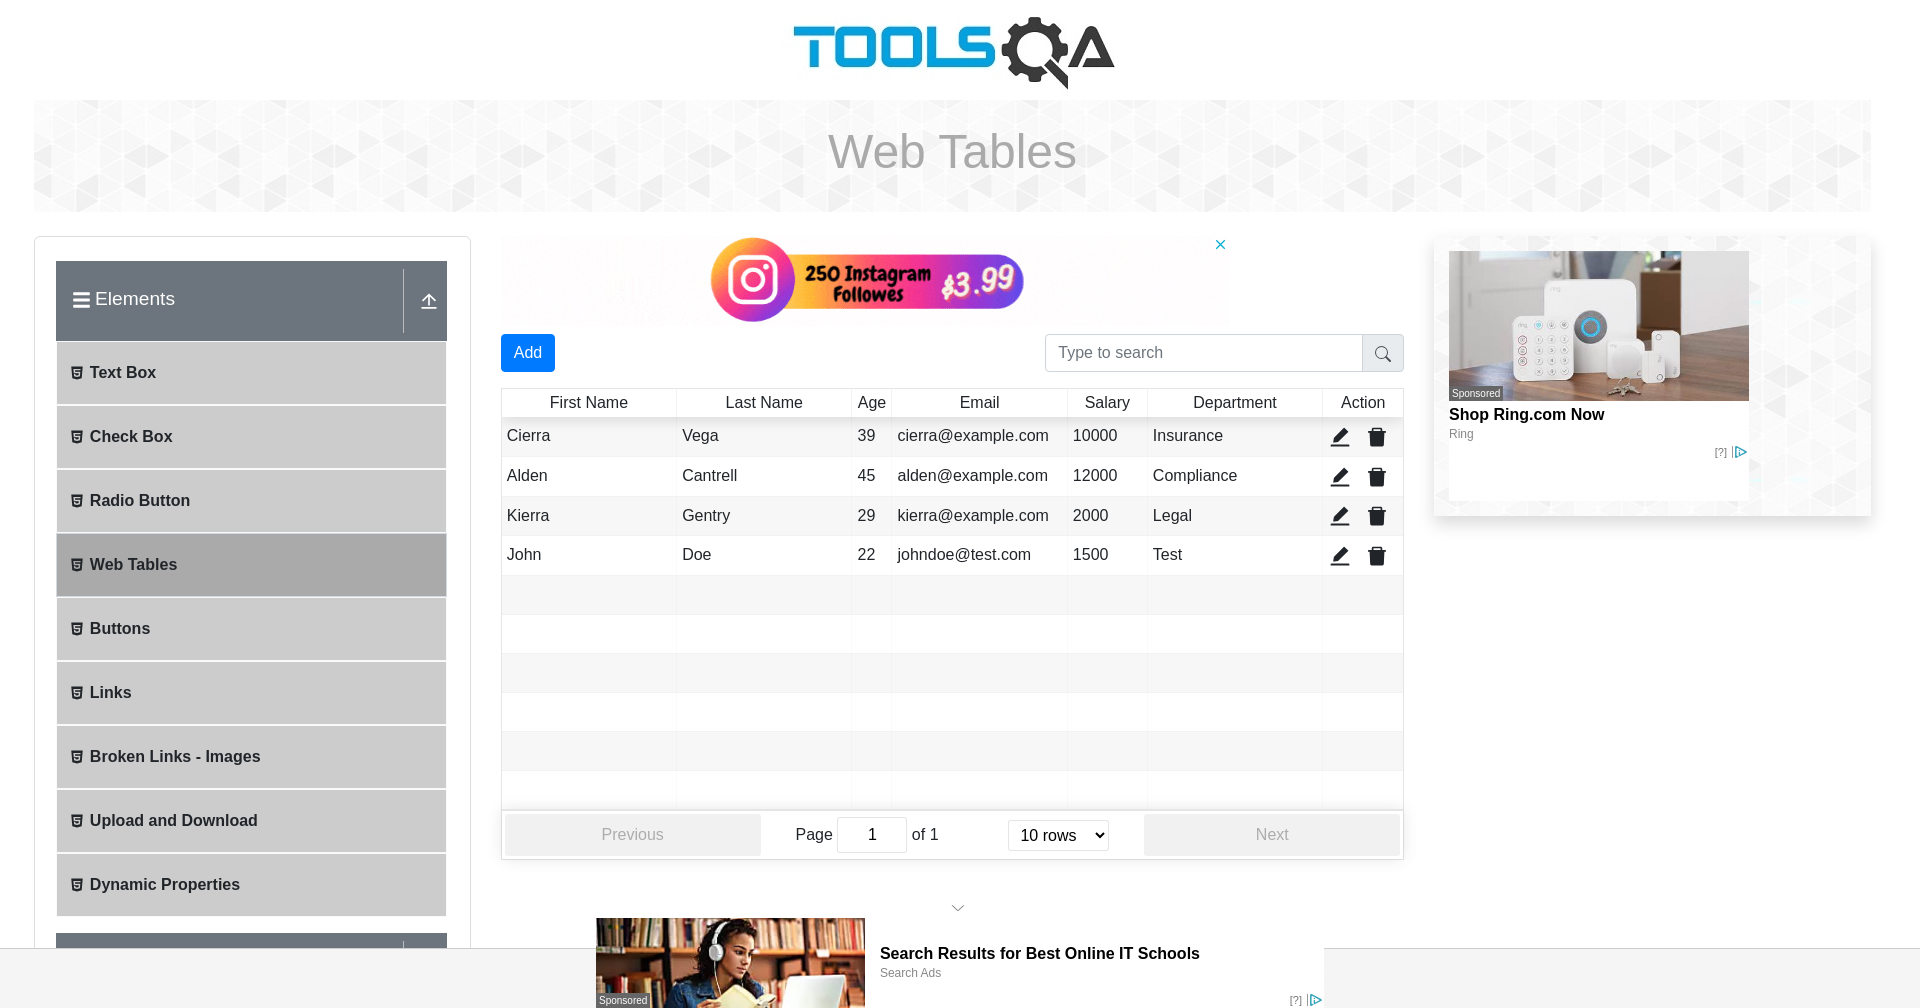 TOOLSQA
Web Tables
Elements
Text Box
Check Box
Radio Button
Web Tables
Buttons
Links
Broken Links - Images
Upload and Download
Dynamic Properties
250 Instagram
Followes
$3.99
Add
Type to search
First Name Last Name Age Email Salary Department Action
Cierra Vega 39 cierra@example.com 10000 Insurance
Alden Cantrell 45 alden@example.com 12000 Compliance
Kierra Gentry 29 kierra@example.com 2000 Legal
John Doe 22 johndoe@test.com 1500 Test
Previous Page 1 of 1 10 rows Next
ring
Sponsored
Shop Ring.com Now
Ring
[?]
Search Results for Best Online IT Schools
Search Ads
Sponsored
[?]